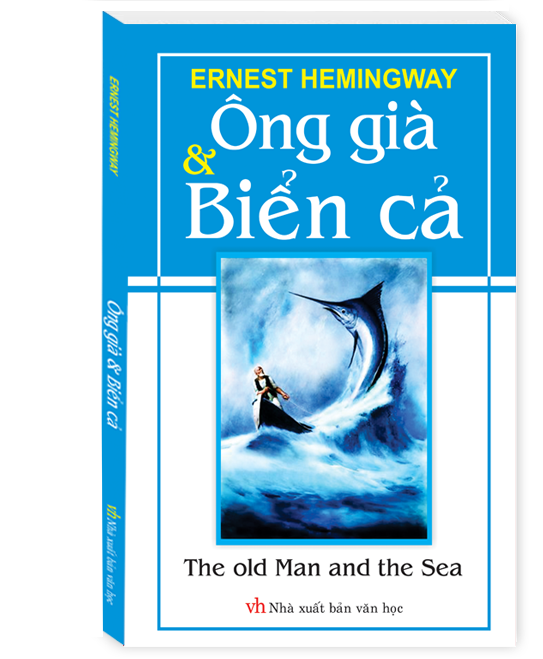 ERNEST HEMINGWAY
Ông già
&
Biển cả
The old Man and the Sea
vh Nhà xuất bản văn học
ERNEST HEMINGWAY
Ông già & Biển cả
vh Nhà xuất bản văn học